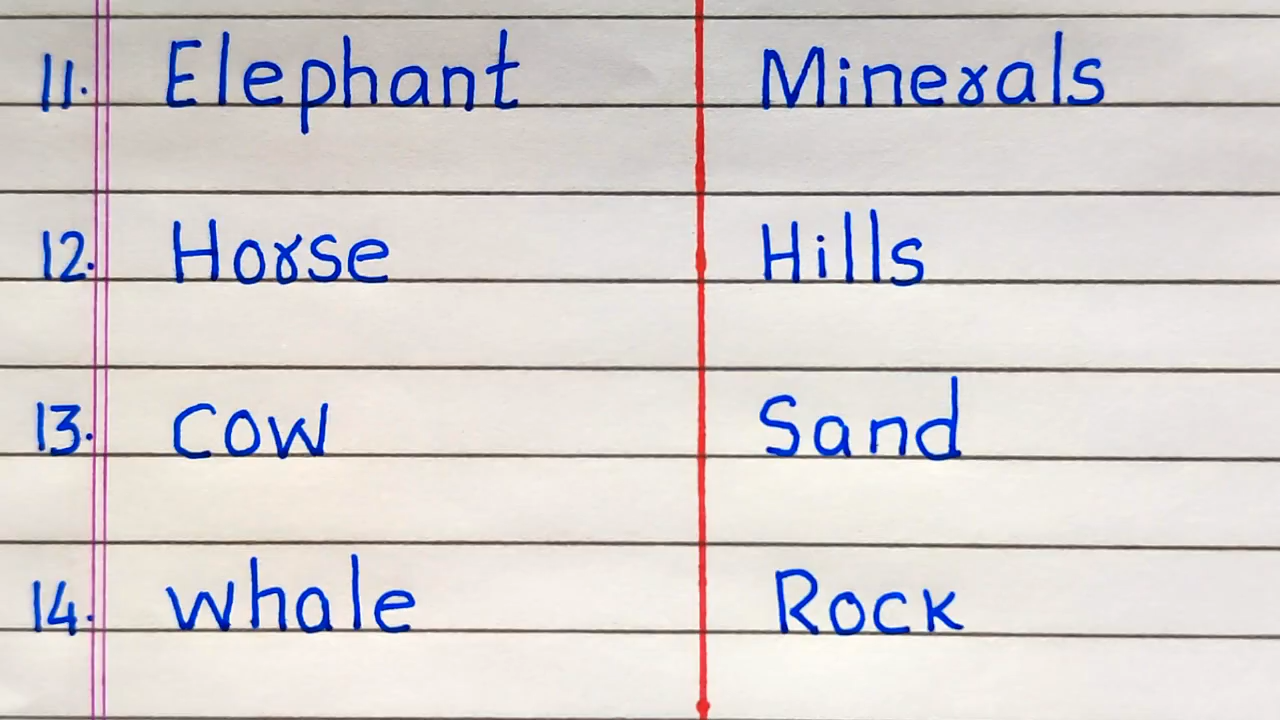 11. Elephant Minerals
12. Horse Hills
13. Cow Sand
14. Whale Rock